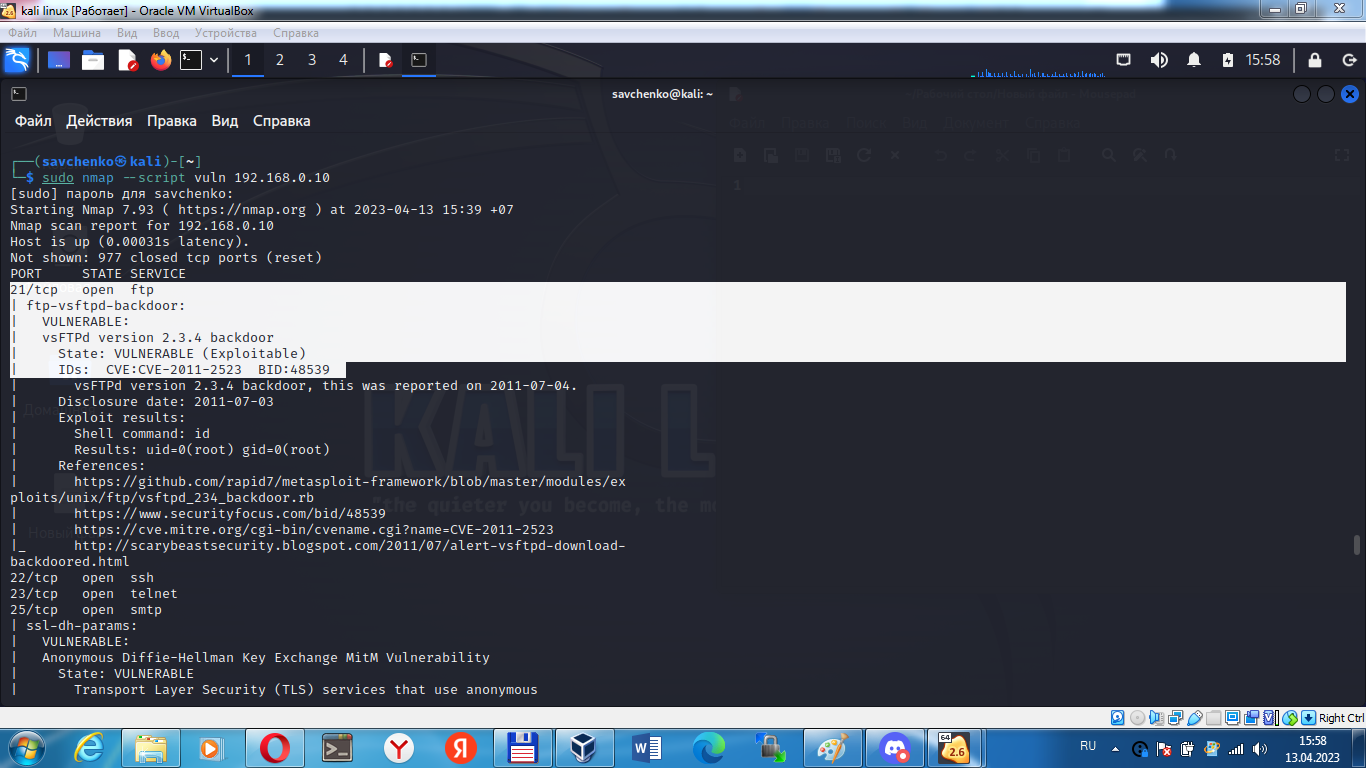 kali linux [Работает] - Oracle VM VirtualBox
Файл Машина Вид Ввод Устройства Справка
1 2 3 4 15:58
savchenko@kali: ~
Файл Действия Правка Вид Справка
┌──(savchenko㉿kali)-[~]
└─$ sudo nmap --script vuln 192.168.0.10
[sudo] пароль для savchenko:
Starting Nmap 7.93 ( https://nmap.org ) at 2023-04-13 15:39 +07
Nmap scan report for 192.168.0.10
Host is up (0.00031s latency).
Not shown: 977 closed tcp ports (reset)
PORT     STATE SERVICE
21/tcp   open  ftp
| ftp-vsftpd-backdoor:
|   VULNERABLE:
|   vsFTPd version 2.3.4 backdoor
|     State: VULNERABLE (Exploitable)
|     IDs:  CVE:CVE-2011-2523  BID:48539
|       vsFTPd version 2.3.4 backdoor, this was reported on 2011-07-04.
|     Disclosure date: 2011-07-03
|     Exploit results:
|       Shell command: id
|       Results: uid=0(root) gid=0(root)
|     References:
|       https://github.com/rapid7/metasploit-framework/blob/master/modules/ex
ploits/unix/ftp/vsftpd_234_backdoor.rb
|       https://www.securityfocus.com/bid/48539
|       https://cve.mitre.org/cgi-bin/cvename.cgi?name=CVE-2011-2523
|_      http://scarybeastsecurity.blogspot.com/2011/07/alert-vsftpd-download-
backdoored.html
22/tcp   open  ssh
23/tcp   open  telnet
25/tcp   open  smtp
| ssl-dh-params:
|   VULNERABLE:
|   Anonymous Diffie-Hellman Key Exchange MitM Vulnerability
|     State: VULNERABLE
|       Transport Layer Security (TLS) services that use anonymous
KALI L
"the quieter you become, the mo
1
Right Ctrl
RU
64
2.6
15:58
13.04.2023